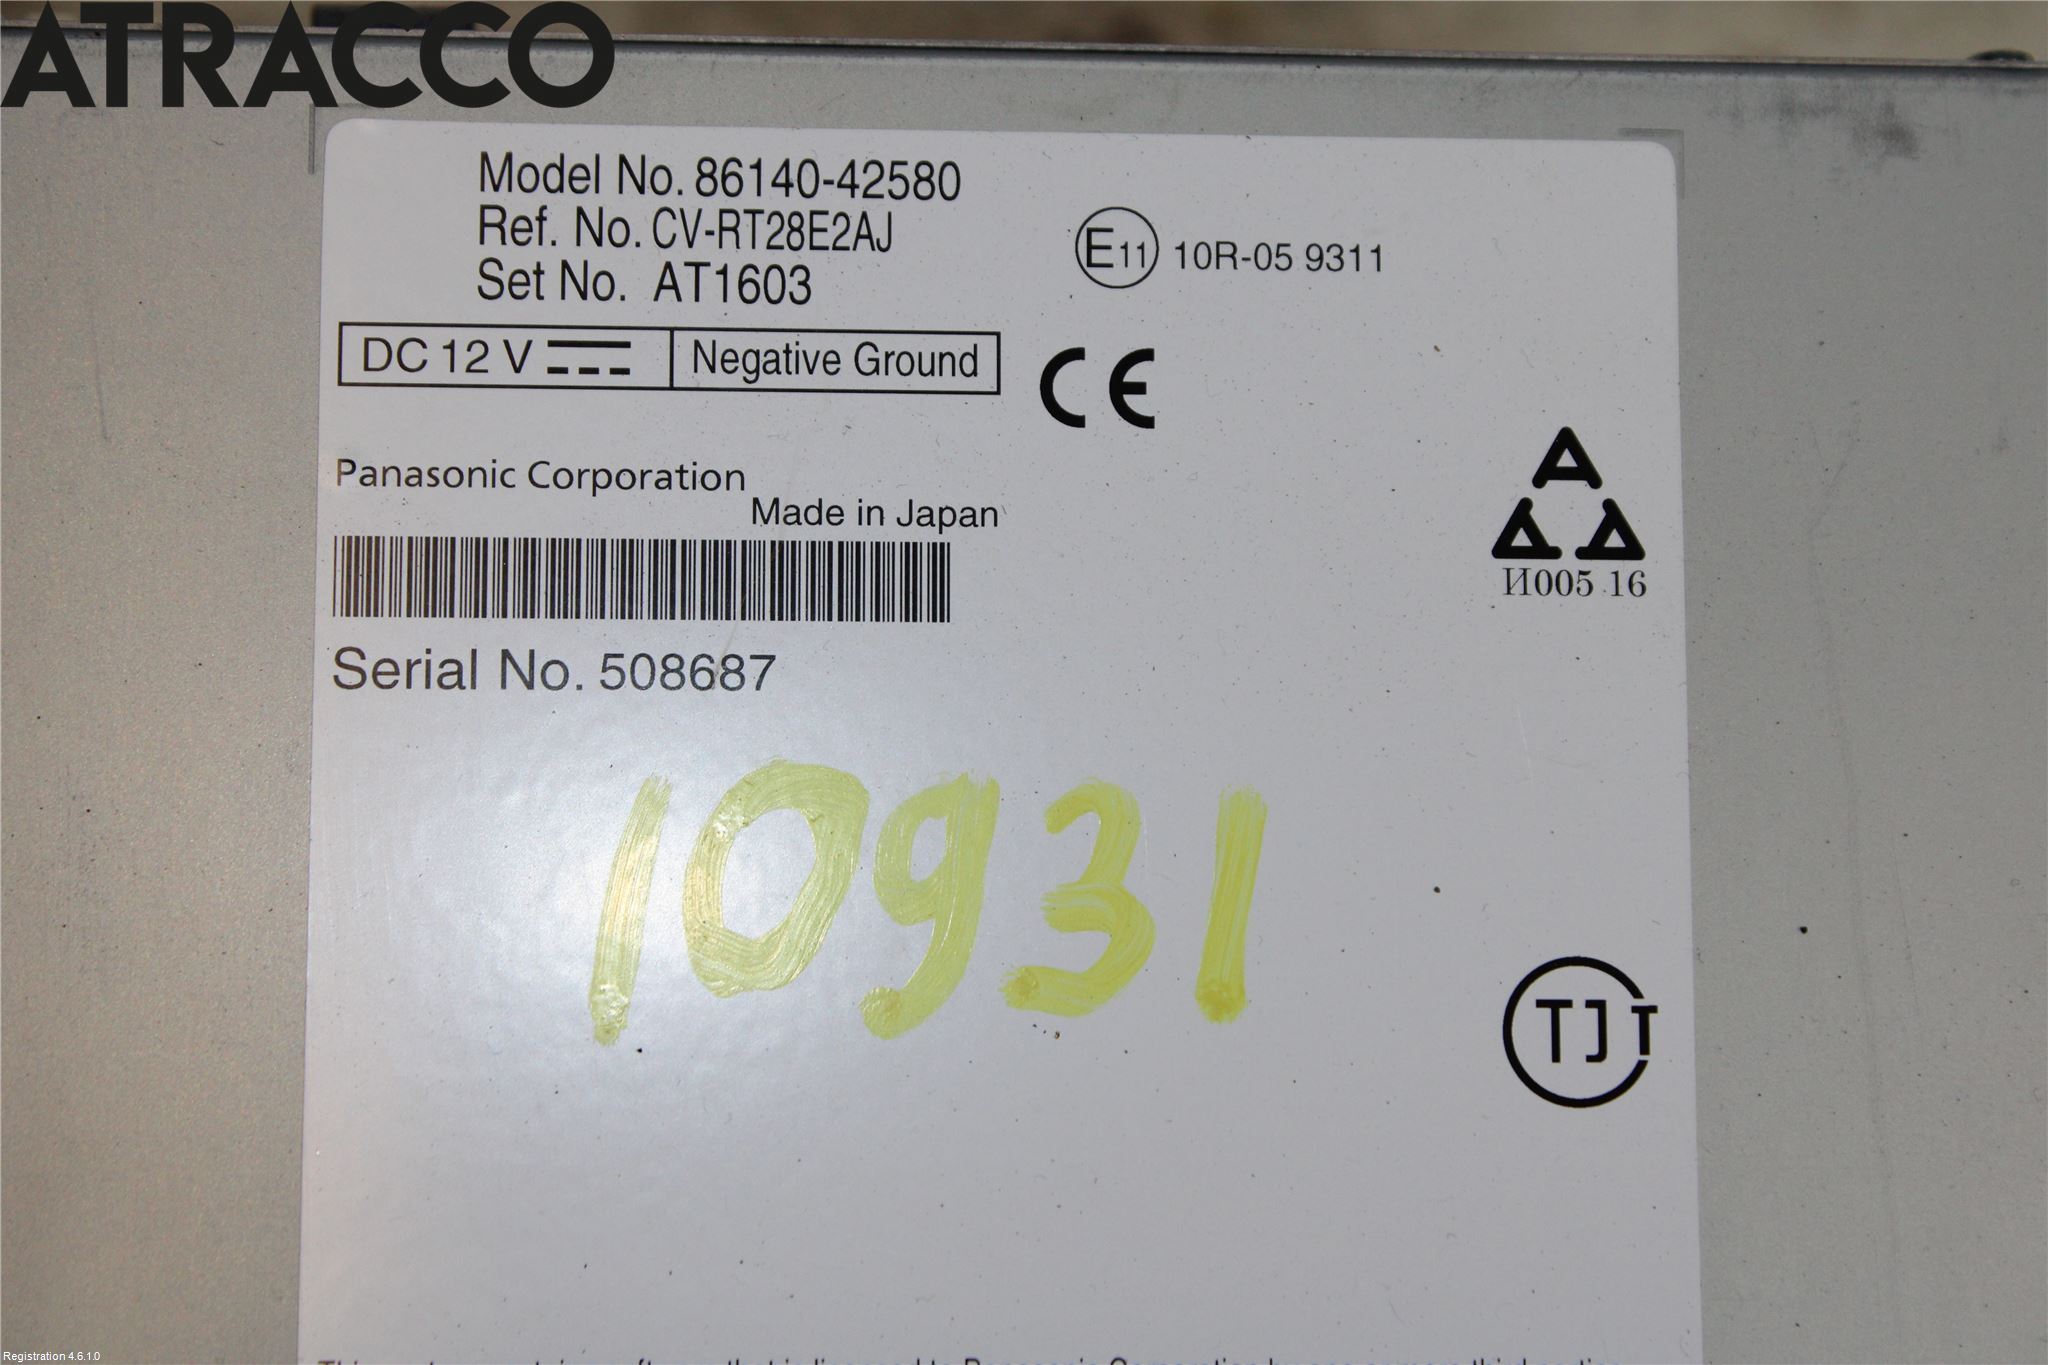 ATRACCO
Model No. 86140-42580
Ref. No. CV-RT28E2AJ
Set No. AT1603
E11 10R-05 9311
DC 12 V Negative Ground
CE
Panasonic Corporation
Made in Japan
И005 16
Serial No. 508687
10931
TJT
Registration 4.6.1.0